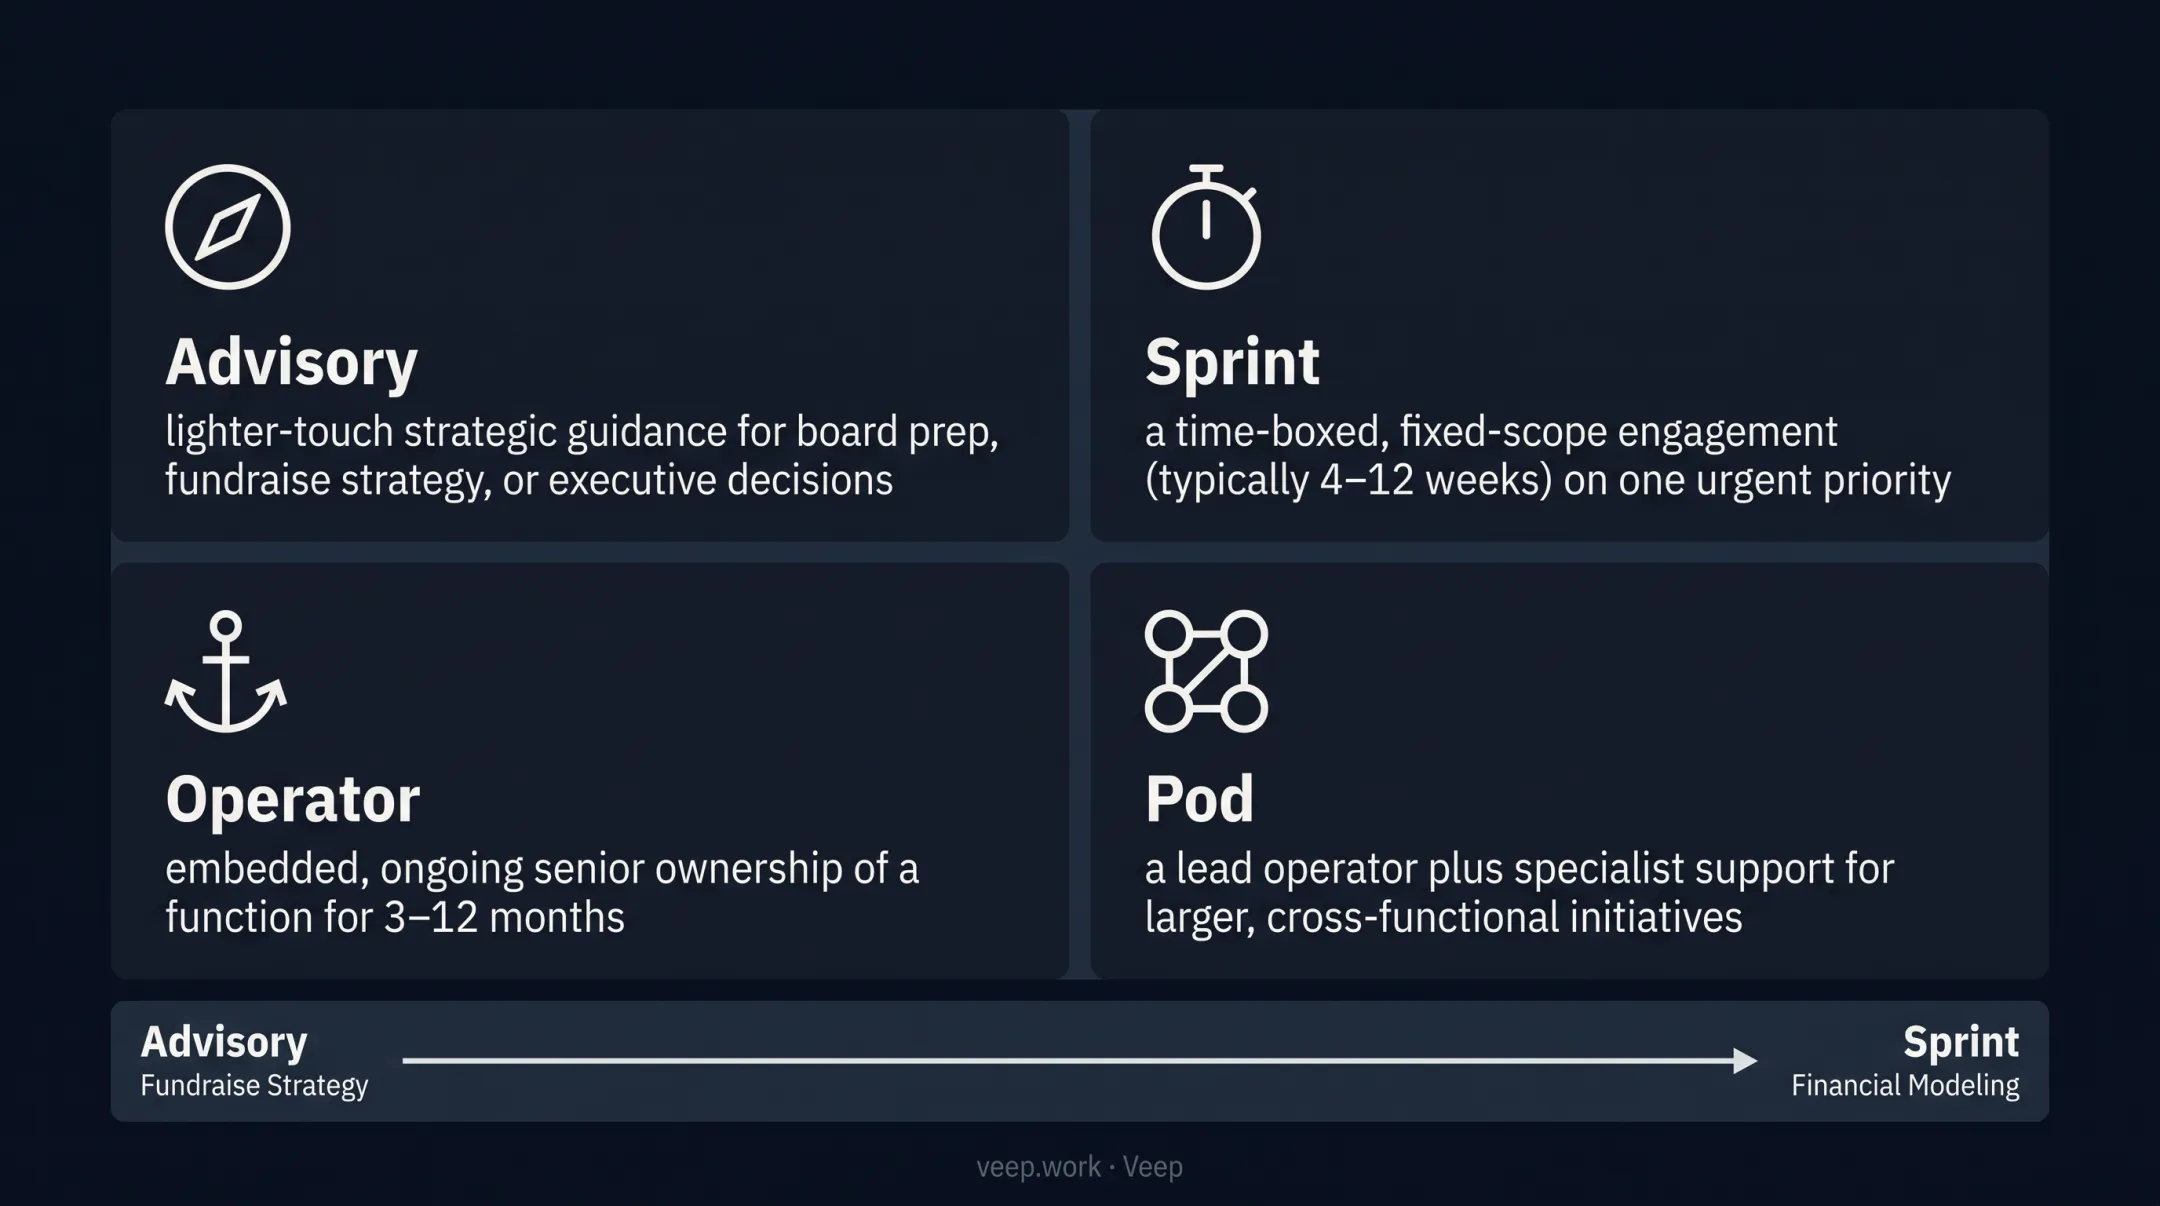 Advisory
lighter-touch strategic guidance for board prep,
fundraise strategy, or executive decisions
Sprint
a time-boxed, fixed-scope engagement
(typically 4–12 weeks) on one urgent priority
Operator
embedded, ongoing senior ownership of a
function for 3–12 months
Pod
a lead operator plus specialist support for
larger, cross-functional initiatives
Advisory
Fundraise Strategy
Sprint
Financial Modeling
veep.work · Veep